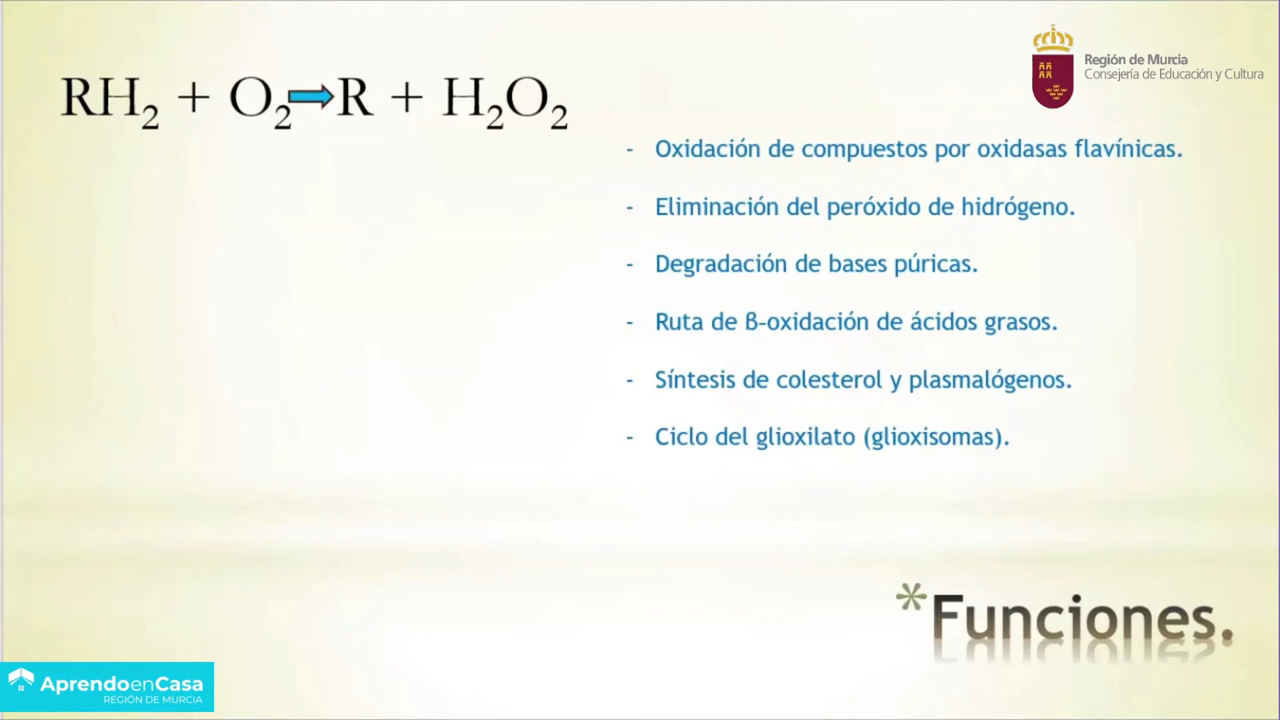 RH₂ + O₂ ➡ R + H₂O₂
Región de Murcia
Consejería de Educación y Cultura
- Oxidación de compuestos por oxidasas flavínicas.
- Eliminación del peróxido de hidrógeno.
- Degradación de bases púricas.
- Ruta de β-oxidación de ácidos grasos.
- Síntesis de colesterol y plasmalógenos.
- Ciclo del glioxilato (glioxisomas).
*Funciones.
AprendoenCasa
REGIÓN DE MURCIA